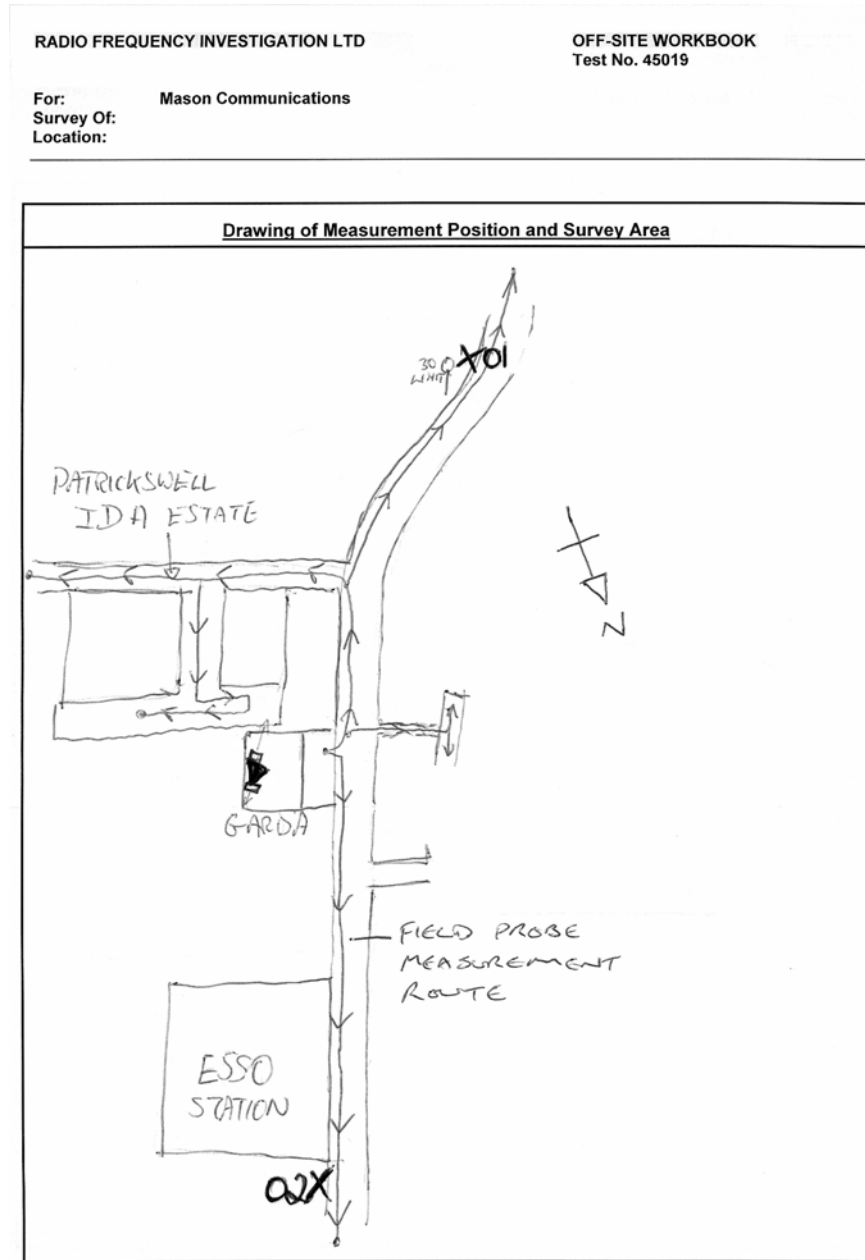 RADIO FREQUENCY INVESTIGATION LTD
OFF-SITE WORKBOOK
Test No. 45019
For: Mason Communications
Survey Of:
Location:
Drawing of Measurement Position and Survey Area
30
X01
PATRICKSWELL
IDA ESTATE
N
GARDA
FIELD PROBE
MEASUREMENT
ROUTE
ESSO
STATION
02X